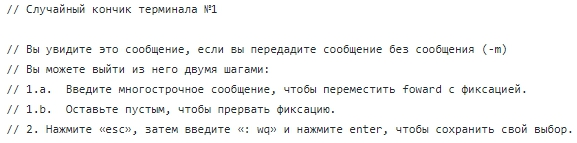 // Случайный кончик терминала №1
// Вы увидите это сообщение, если вы передадите сообщение без сообщения (-m)
// Вы можете выйти из него двумя шагами:
// 1.a.  Введите многострочное сообщение, чтобы переместить foward с фиксацией.
// 1.b.  Оставьте пустым, чтобы прервать фиксацию.
// 2. Нажмите «esc», затем введите «: wq» и нажмите enter, чтобы сохранить свой выбор.